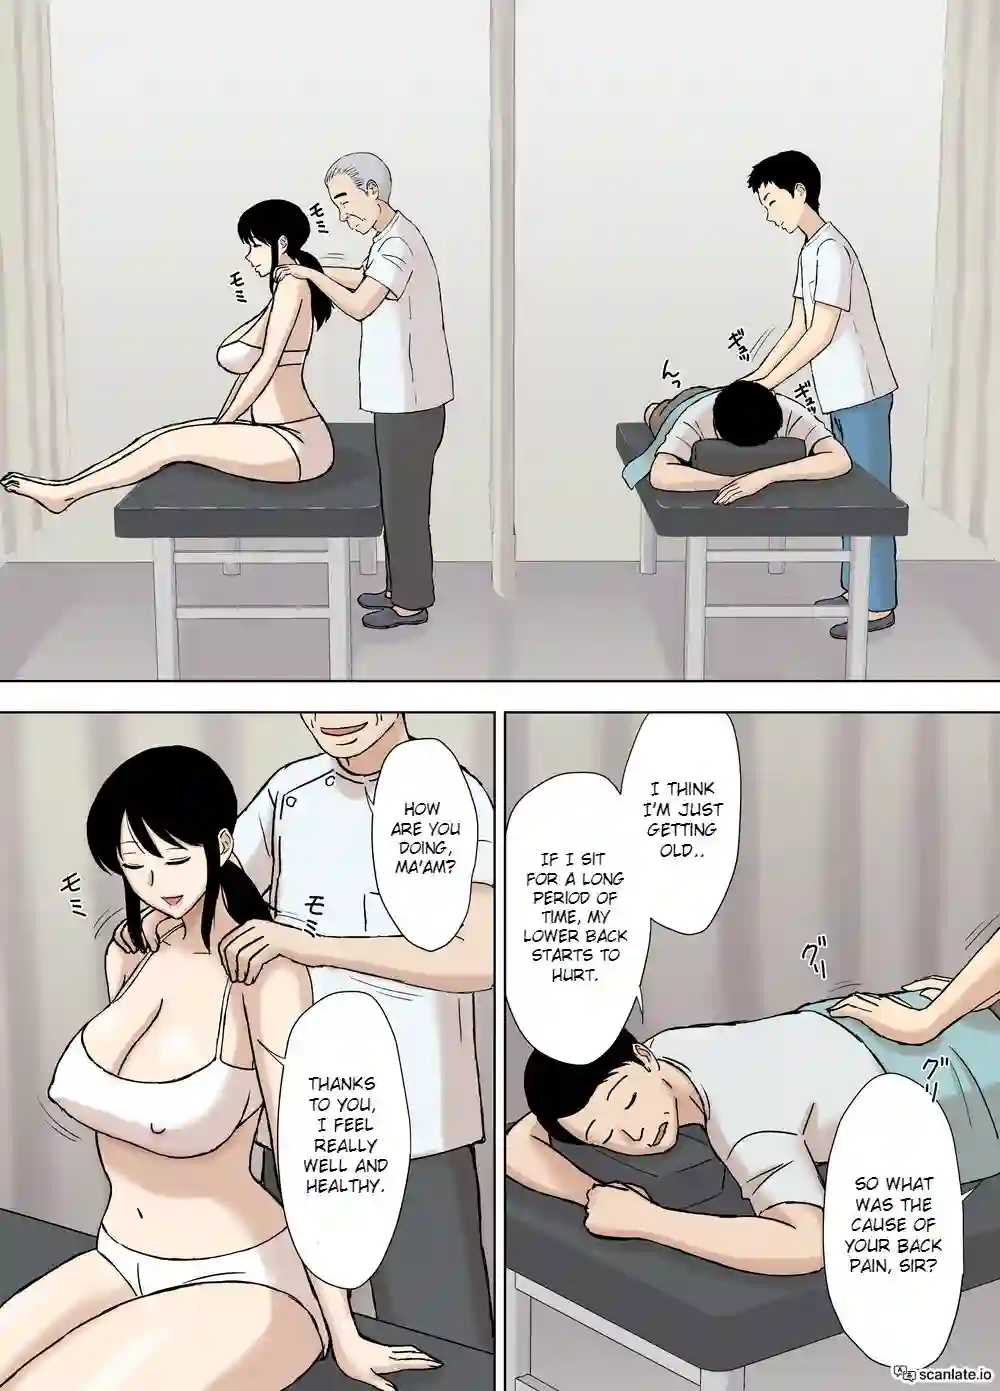 モミ
モミ
ギュッ
んっ
ギュッ
HOW
ARE YOU
DOING,
MA'AM?
モミ
モミ
THANKS
TO YOU,
I FEEL
REALLY
WELL AND
HEALTHY.
I THINK
I'M JUST
GETTING
OLD..
IF I SIT
FOR A LONG
PERIOD OF
TIME, MY
LOWER BACK
STARTS TO
HURT.
グリ
グリ
SO WHAT
WAS THE
CAUSE OF
YOUR BACK
PAIN, SIR?
scanlate.io